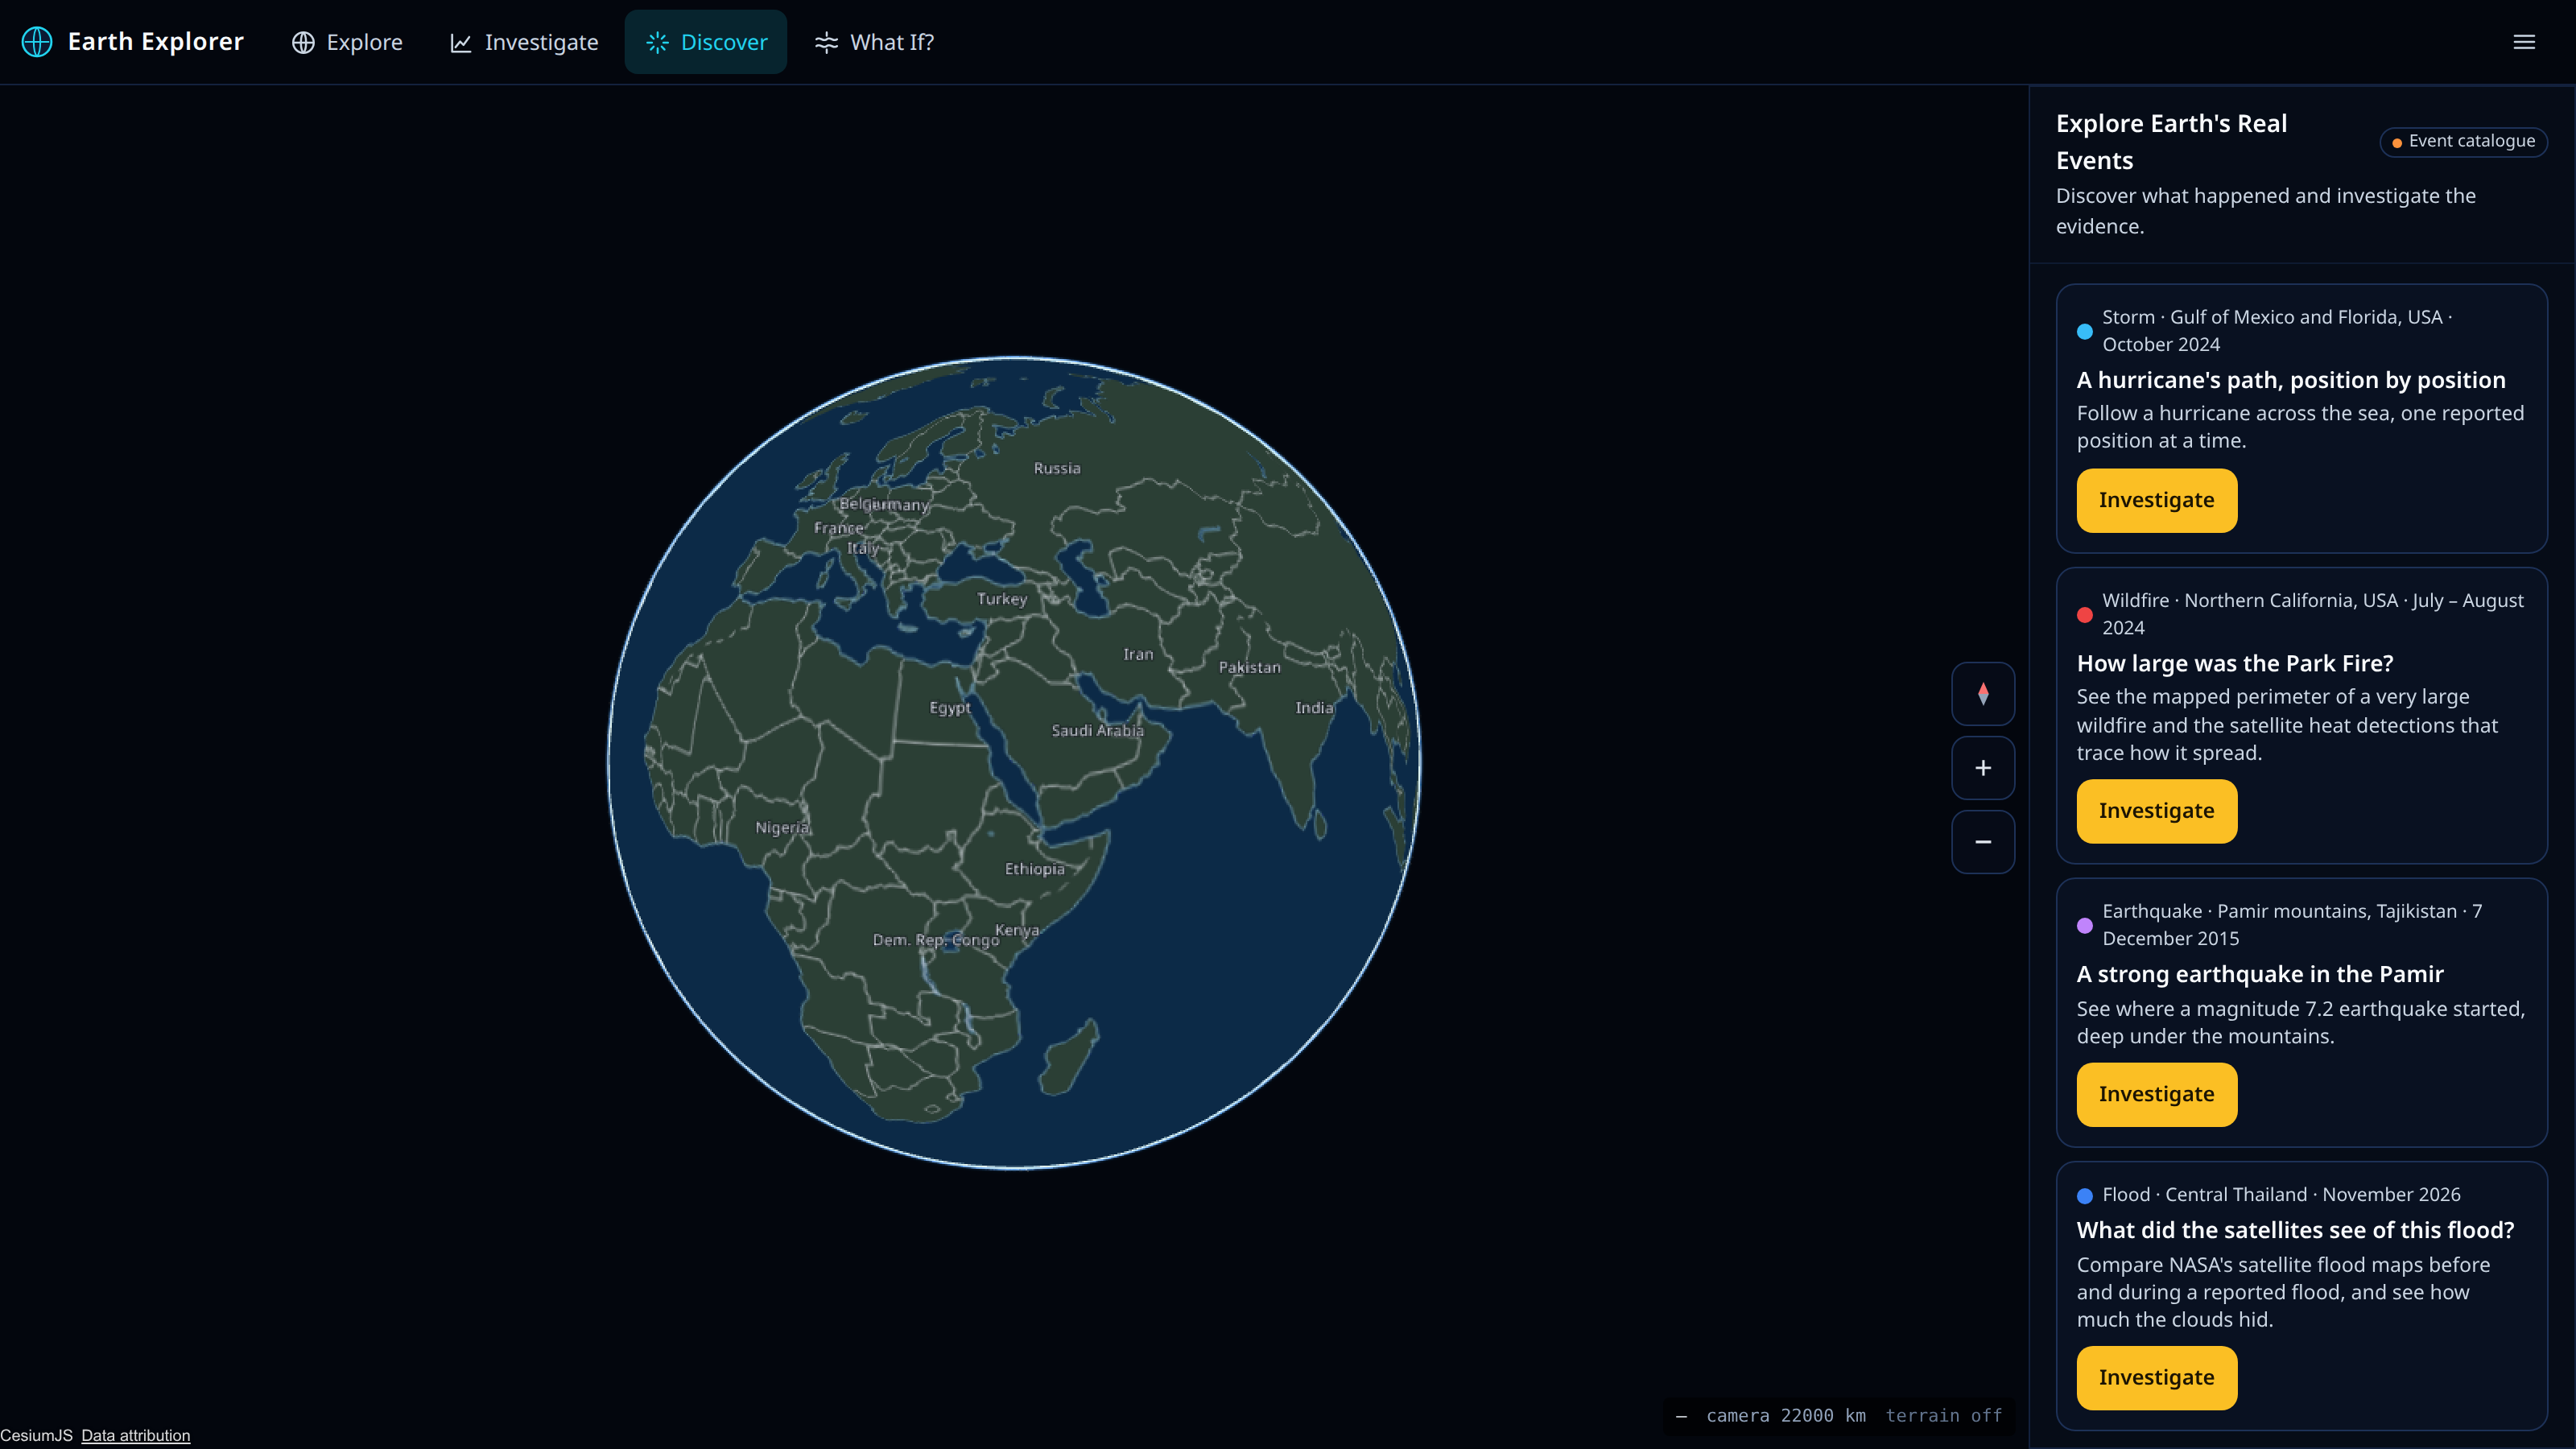 Earth Explorer
Explore
Investigate
Discover
What If?
Explore Earth's Real
Events
Event catalogue
Discover what happened and investigate the
evidence.
Storm · Gulf of Mexico and Florida, USA ·
October 2024
A hurricane's path, position by position
Follow a hurricane across the sea, one reported
position at a time.
Investigate
Wildfire · Northern California, USA · July – August
2024
How large was the Park Fire?
See the mapped perimeter of a very large
wildfire and the satellite heat detections that
trace how it spread.
Investigate
Earthquake · Pamir mountains, Tajikistan · 7
December 2015
A strong earthquake in the Pamir
See where a magnitude 7.2 earthquake started,
deep under the mountains.
Investigate
Flood · Central Thailand · November 2026
What did the satellites see of this flood?
Compare NASA's satellite flood maps before
and during a reported flood, and see how
much the clouds hid.
Investigate
Russia
France
Italy
Turkey
Iran
Pakistan
Egypt
India
Saudi Arabia
Nigeria
Ethiopia
Kenya
Dem. Rep. Congo
+
−
– camera 22000 km terrain off
CesiumJS Data attribution